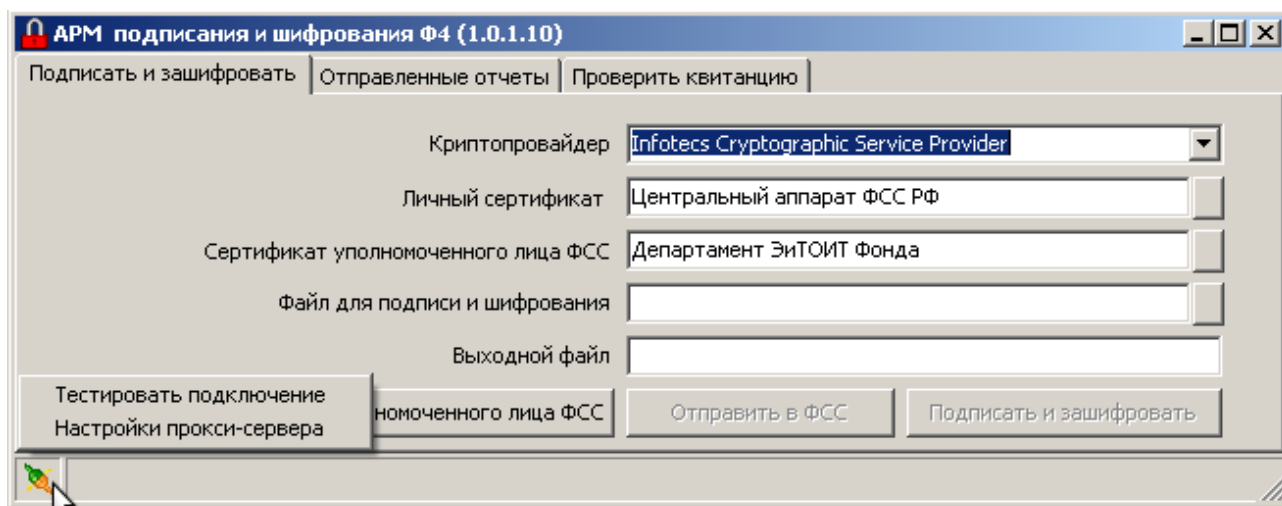 АРМ подписания и шифрования Ф4 (1.0.1.10)
Подписать и зашифровать Отправленные отчеты Проверить квитанцию
Криптопровайдер Infotecs Cryptographic Service Provider
Личный сертификат Центральный аппарат ФСС РФ
Сертификат уполномоченного лица ФСС Департамент ЭиТОИТ Фонда
Файл для подписи и шифрования
Выходной файл
Тестировать подключение
Настройки прокси-сервера
номоченного лица ФСС Отправить в ФСС Подписать и зашифровать